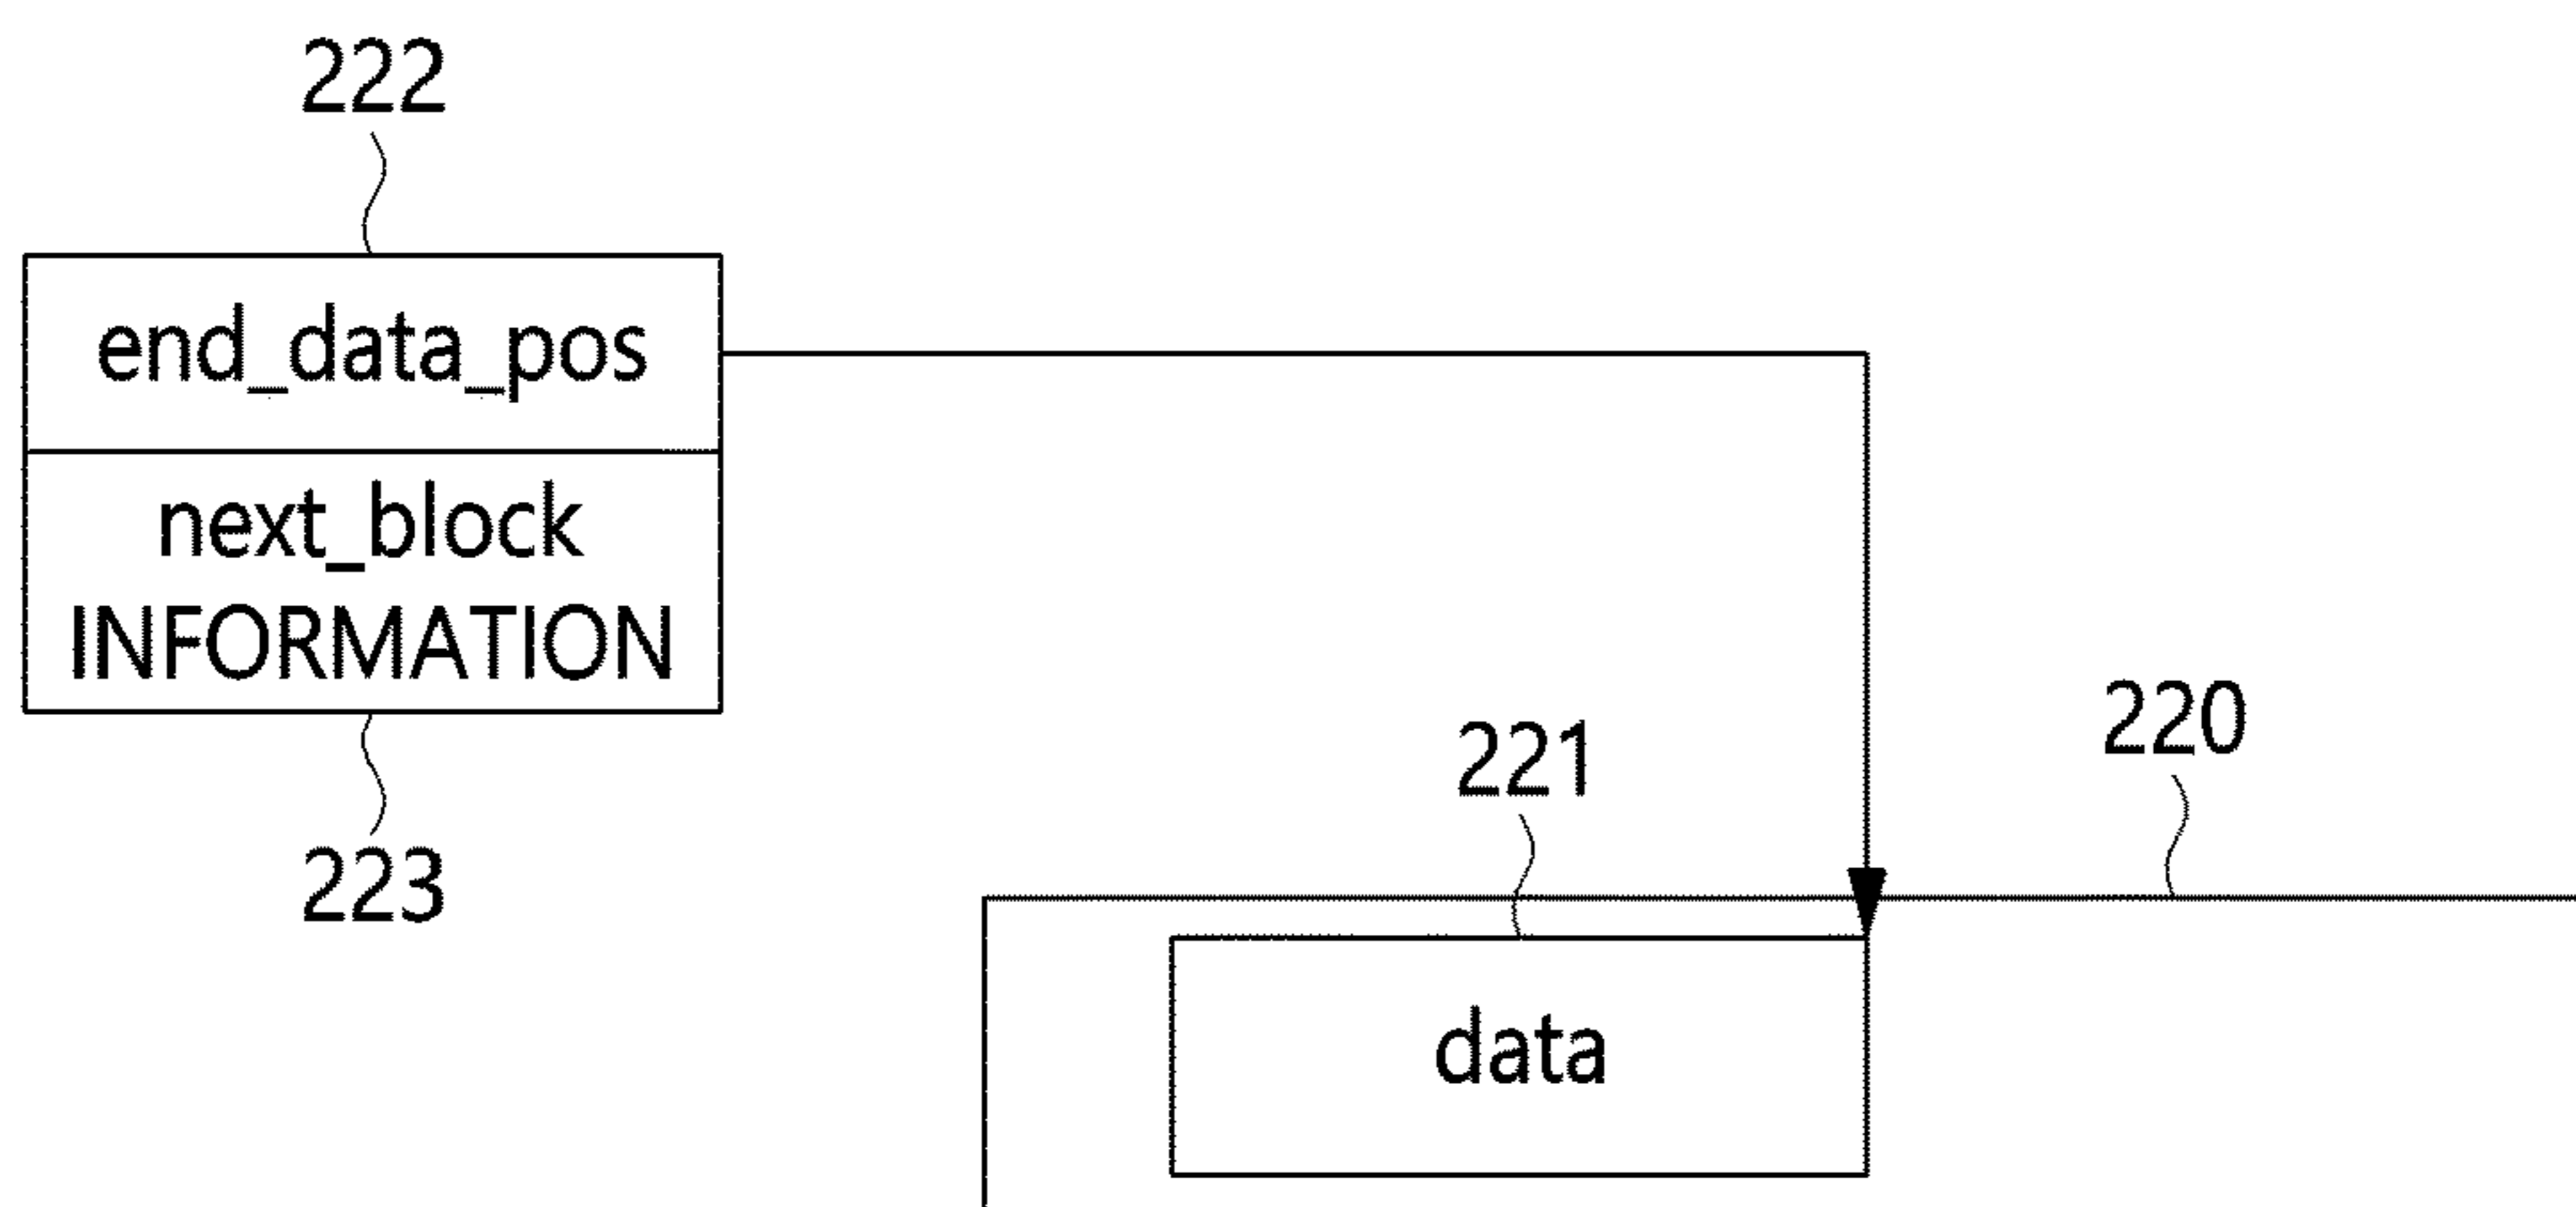 222
end_data_pos
next_block
INFORMATION
223
221
220
data